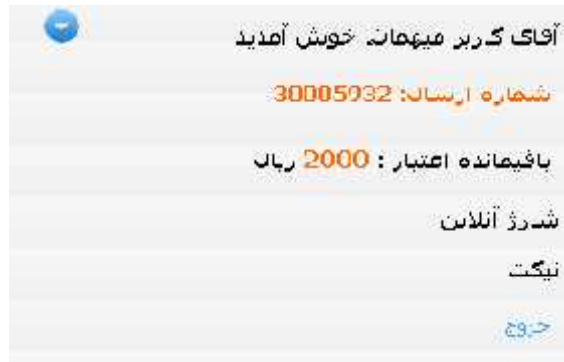 آقای کاربر میهمان خوش آمدید
شماره ارسال: 30005932
باقیمانده اعتبار : 2000 ریال
شارژ آنلاین
تیکت
خروج